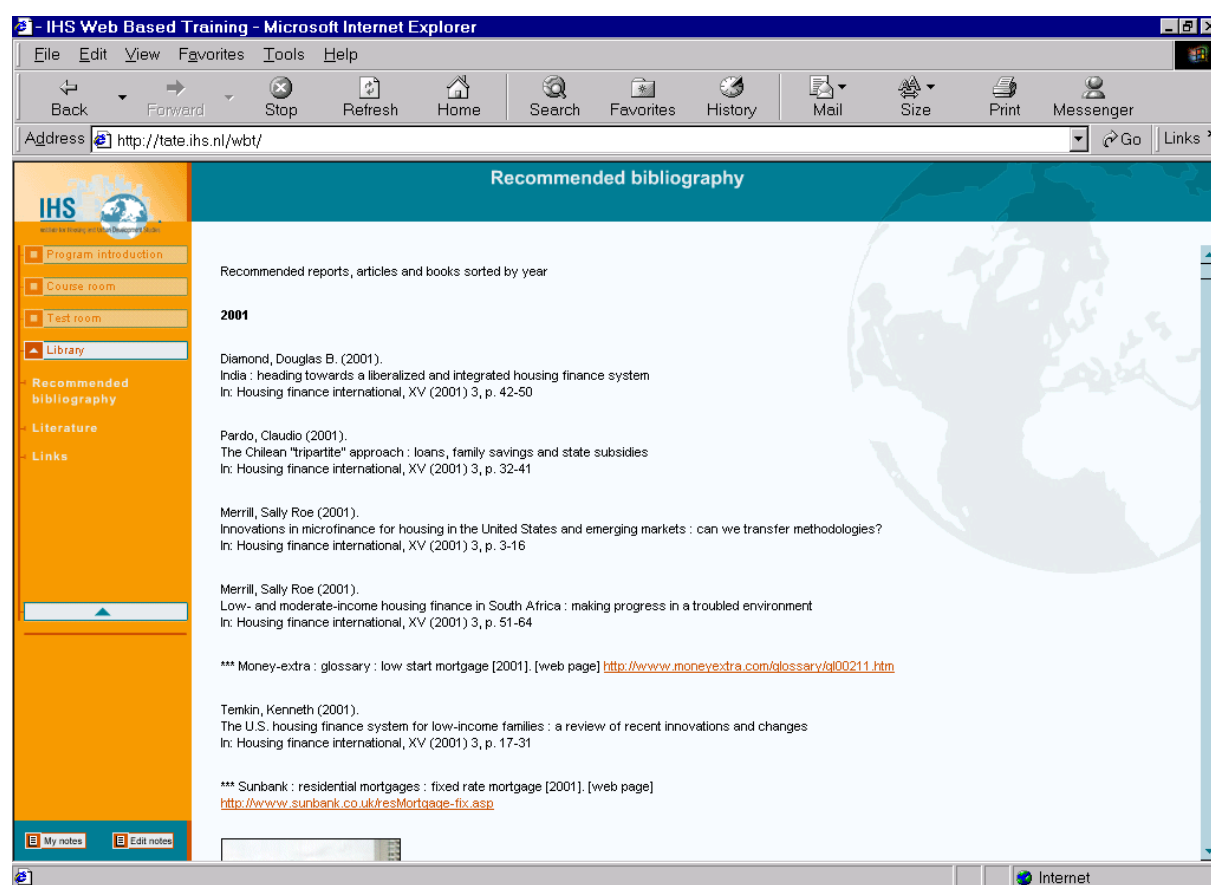 - IHS Web Based Training - Microsoft Internet Explorer
File Edit View Favorites Tools Help
Back Forward Stop Refresh Home Search Favorites History Mail Size Print Messenger
Address http://tate.ihs.nl/wbt/ Go Links
Recommended bibliography
IHS
Program introduction
Course room
Test room
Library
Recommended
bibliography
Literature
Links
Recommended reports, articles and books sorted by year
2001
Diamond, Douglas B. (2001).
India : heading towards a liberalized and integrated housing finance system
In: Housing finance international, XV (2001) 3, p. 42-50
Pardo, Claudio (2001).
The Chilean "tripartite" approach : loans, family savings and state subsidies
In: Housing finance international, XV (2001) 3, p. 32-41
Merrill, Sally Roe (2001).
Innovations in microfinance for housing in the United States and emerging markets : can we transfer methodologies?
In: Housing finance international, XV (2001) 3, p. 3-16
Merrill, Sally Roe (2001).
Low- and moderate-income housing finance in South Africa : making progress in a troubled environment
In: Housing finance international, XV (2001) 3, p. 51-64
*** Money-extra : glossary : low start mortgage [2001]. [web page] http://www.moneyextra.com/glossary/gl00211.htm
Temkin, Kenneth (2001).
The U.S. housing finance system for low-income families : a review of recent innovations and changes
In: Housing finance international, XV (2001) 3, p. 17-31
*** Sunbank : residential mortgages : fixed rate mortgage [2001]. [web page]
http://www.sunbank.co.uk/resMortgage-fix.asp
My notes Edit notes
Internet